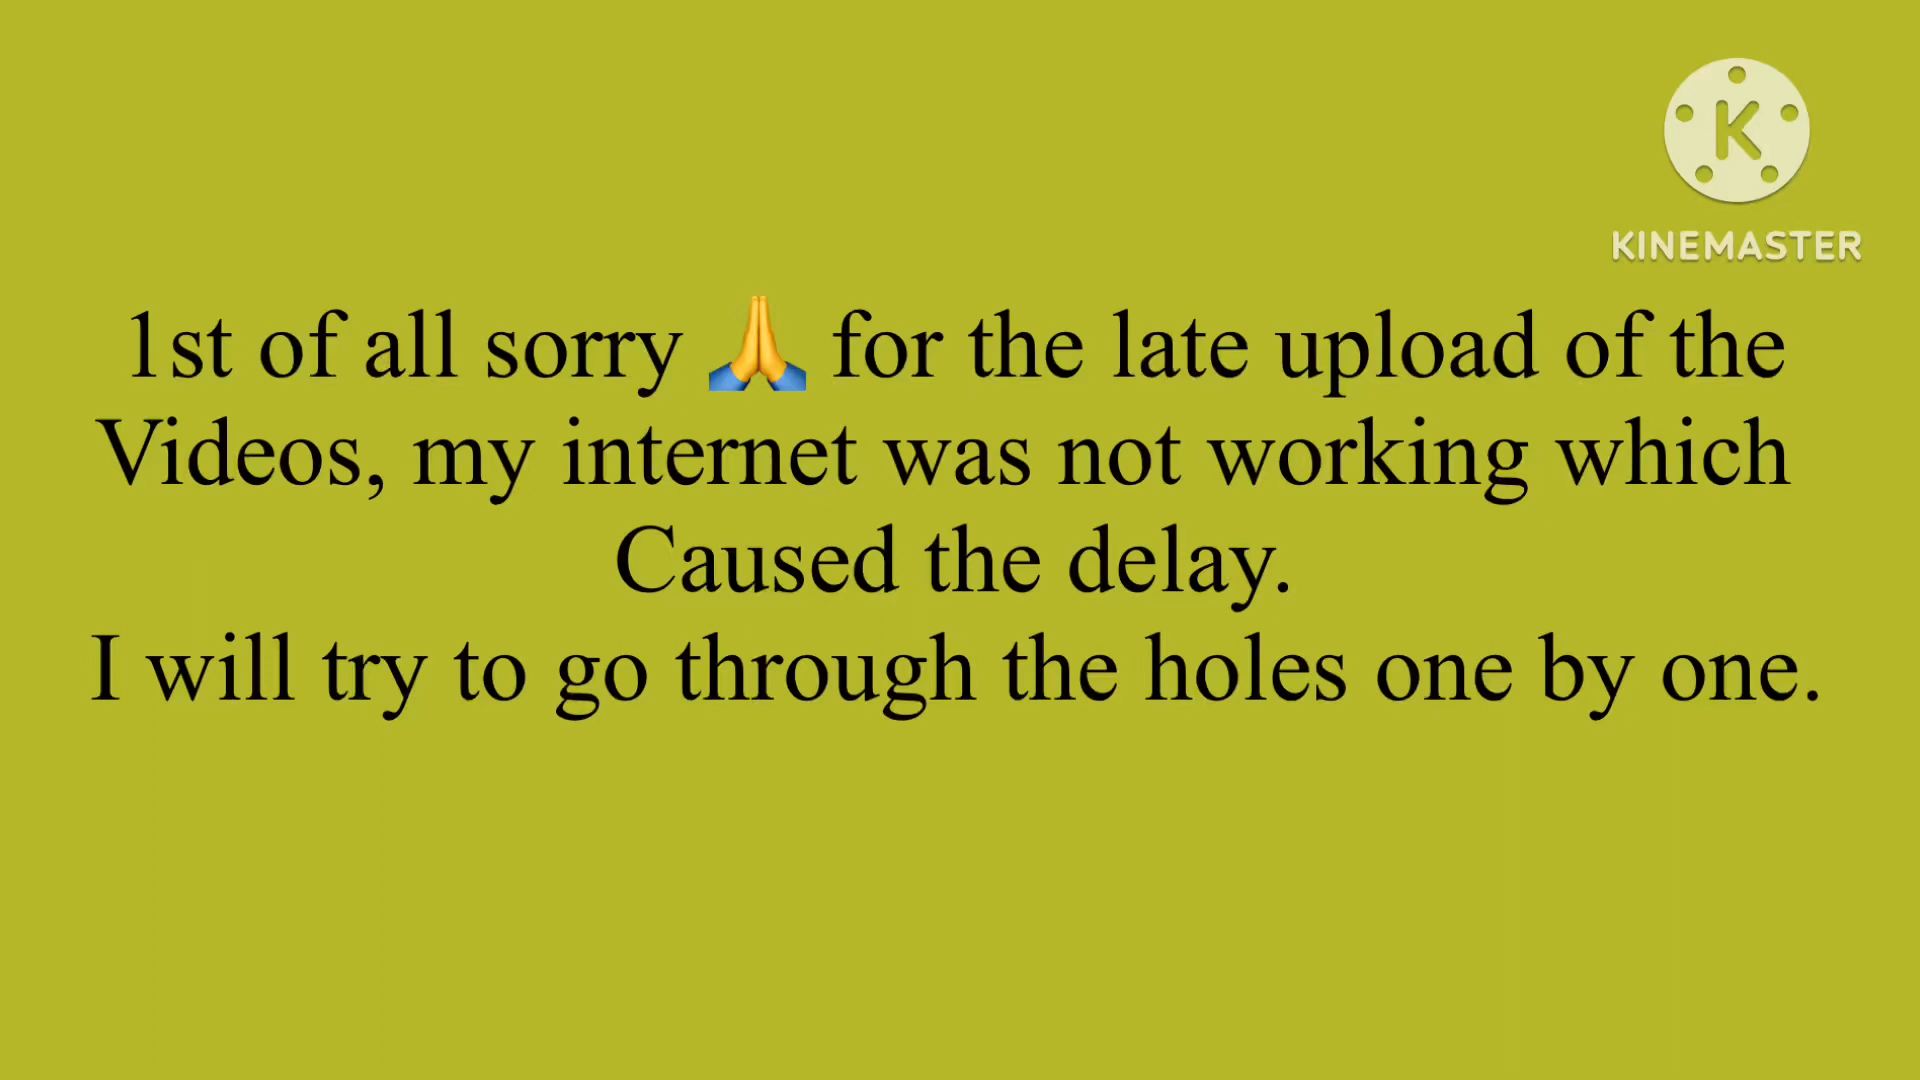 K
KINEMASTER
1st of all sorry 🙏 for the late upload of the
Videos, my internet was not working which
Caused the delay.
I will try to go through the holes one by one.